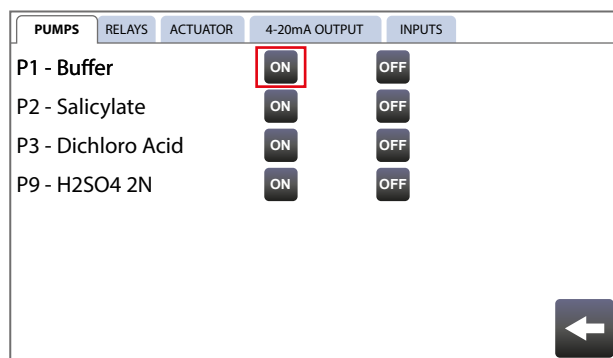 PUMPS RELAYS ACTUATOR 4-20mA OUTPUT INPUTS
P1 - Buffer ON OFF
P2 - Salicylate ON OFF
P3 - Dichloro Acid ON OFF
P9 - H2SO4 2N ON OFF